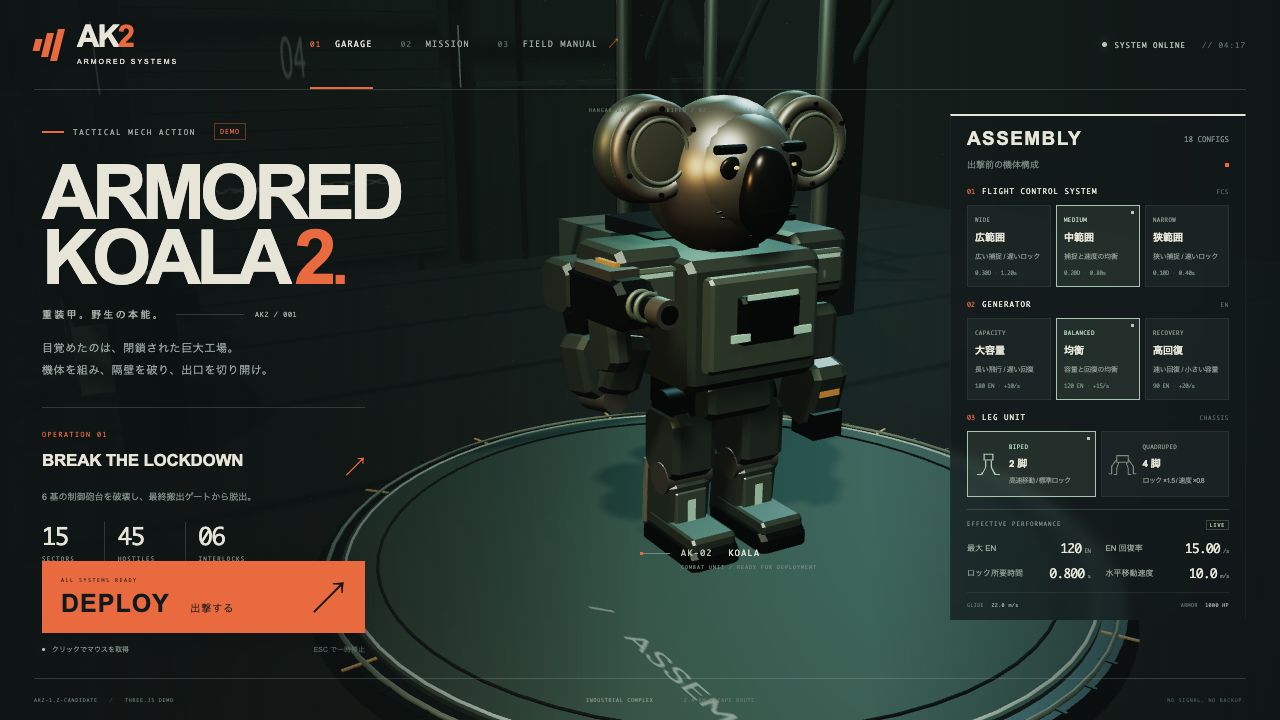 AK2
ARMORED SYSTEMS
04
01 GARAGE
02 MISSION
03 FIELD MANUAL
SYSTEM ONLINE // 04:17
TACTICAL MECH ACTION
DEMO
ARMORED
KOALA 2.
重装甲。野生の本能。
AK2 / 001
目覚めたのは、閉鎖された巨大工場。
機体を組み、隔壁を破り、出口を切り開け。
OPERATION 01
BREAK THE LOCKDOWN
6 基の制御砲台を破壊し、最終搬出ゲートから脱出。
15 45 06
SECTORS HOSTILES INTERLOCKS
ALL SYSTEMS READY
DEPLOY 出撃する
クリックでマウスを取得
ESC で一時停止
AK-02 KOALA
COMBAT UNIT / READY FOR DEPLOYMENT
ASSEM
ASSEMBLY
18 CONFIGS
出撃前の機体構成
01 FLIGHT CONTROL SYSTEM FCS
WIDE
広範囲
広い捕捉 / 遅いロック
0.30D · 1.20s
MEDIUM
中範囲
捕捉と速度の均衡
0.20D · 0.80s
NARROW
狭範囲
狭い捕捉 / 速いロック
0.10D · 0.40s
02 GENERATOR EN
CAPACITY
大容量
長い飛行 / 遅い回復
180 EN · +10/s
BALANCED
均衡
容量と回復の均衡
120 EN · +15/s
RECOVERY
高回復
速い回復 / 小さい容量
90 EN · +20/s
03 LEG UNIT CHASSIS
BIPED
2 脚
高速移動 / 標準ロック
QUADRUPED
4 脚
ロック ×1.5 / 速度 ×0.8
EFFECTIVE PERFORMANCE LIVE
最大 EN 120 EN
EN 回復率 15.00 /s
ロック所要時間 0.800 s
水平移動速度 10.0 m/s
GLIDE 22.0 m/s
ARMOR 1000 HP
AK2-1.2-CANDIDATE / THREE.JS DEMO
INDUSTRIAL COMPLEX
NO SIGNAL. NO BACKUP.